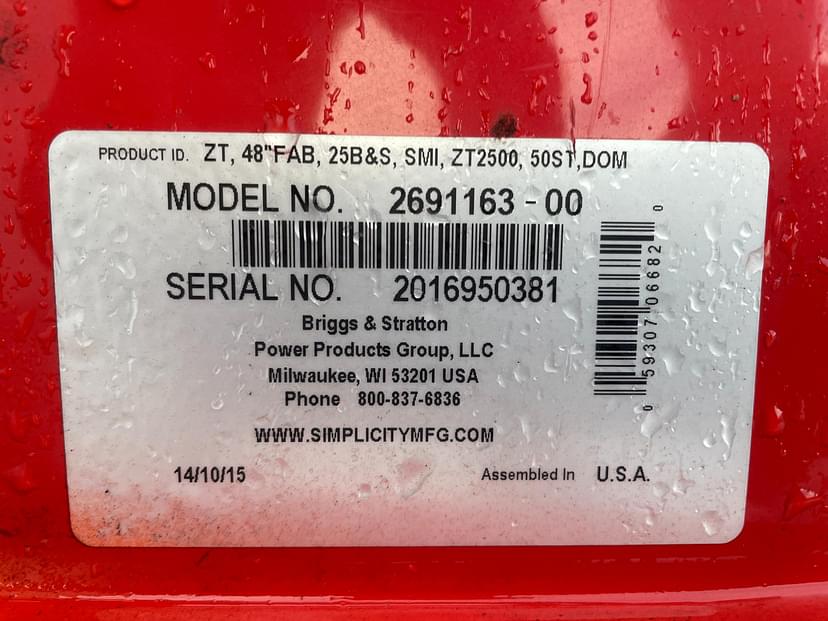 PRODUCT ID. ZT, 48"FAB, 25B&S, SMI, ZT2500, 50ST,DOM
MODEL NO. 2691163 - 00
SERIAL NO. 2016950381
Briggs & Stratton
Power Products Group, LLC
Milwaukee, WI 53201 USA
Phone 800-837-6836
WWW.SIMPLICITYMFG.COM
14/10/15
Assembled In U.S.A.
0 59307 06682 0